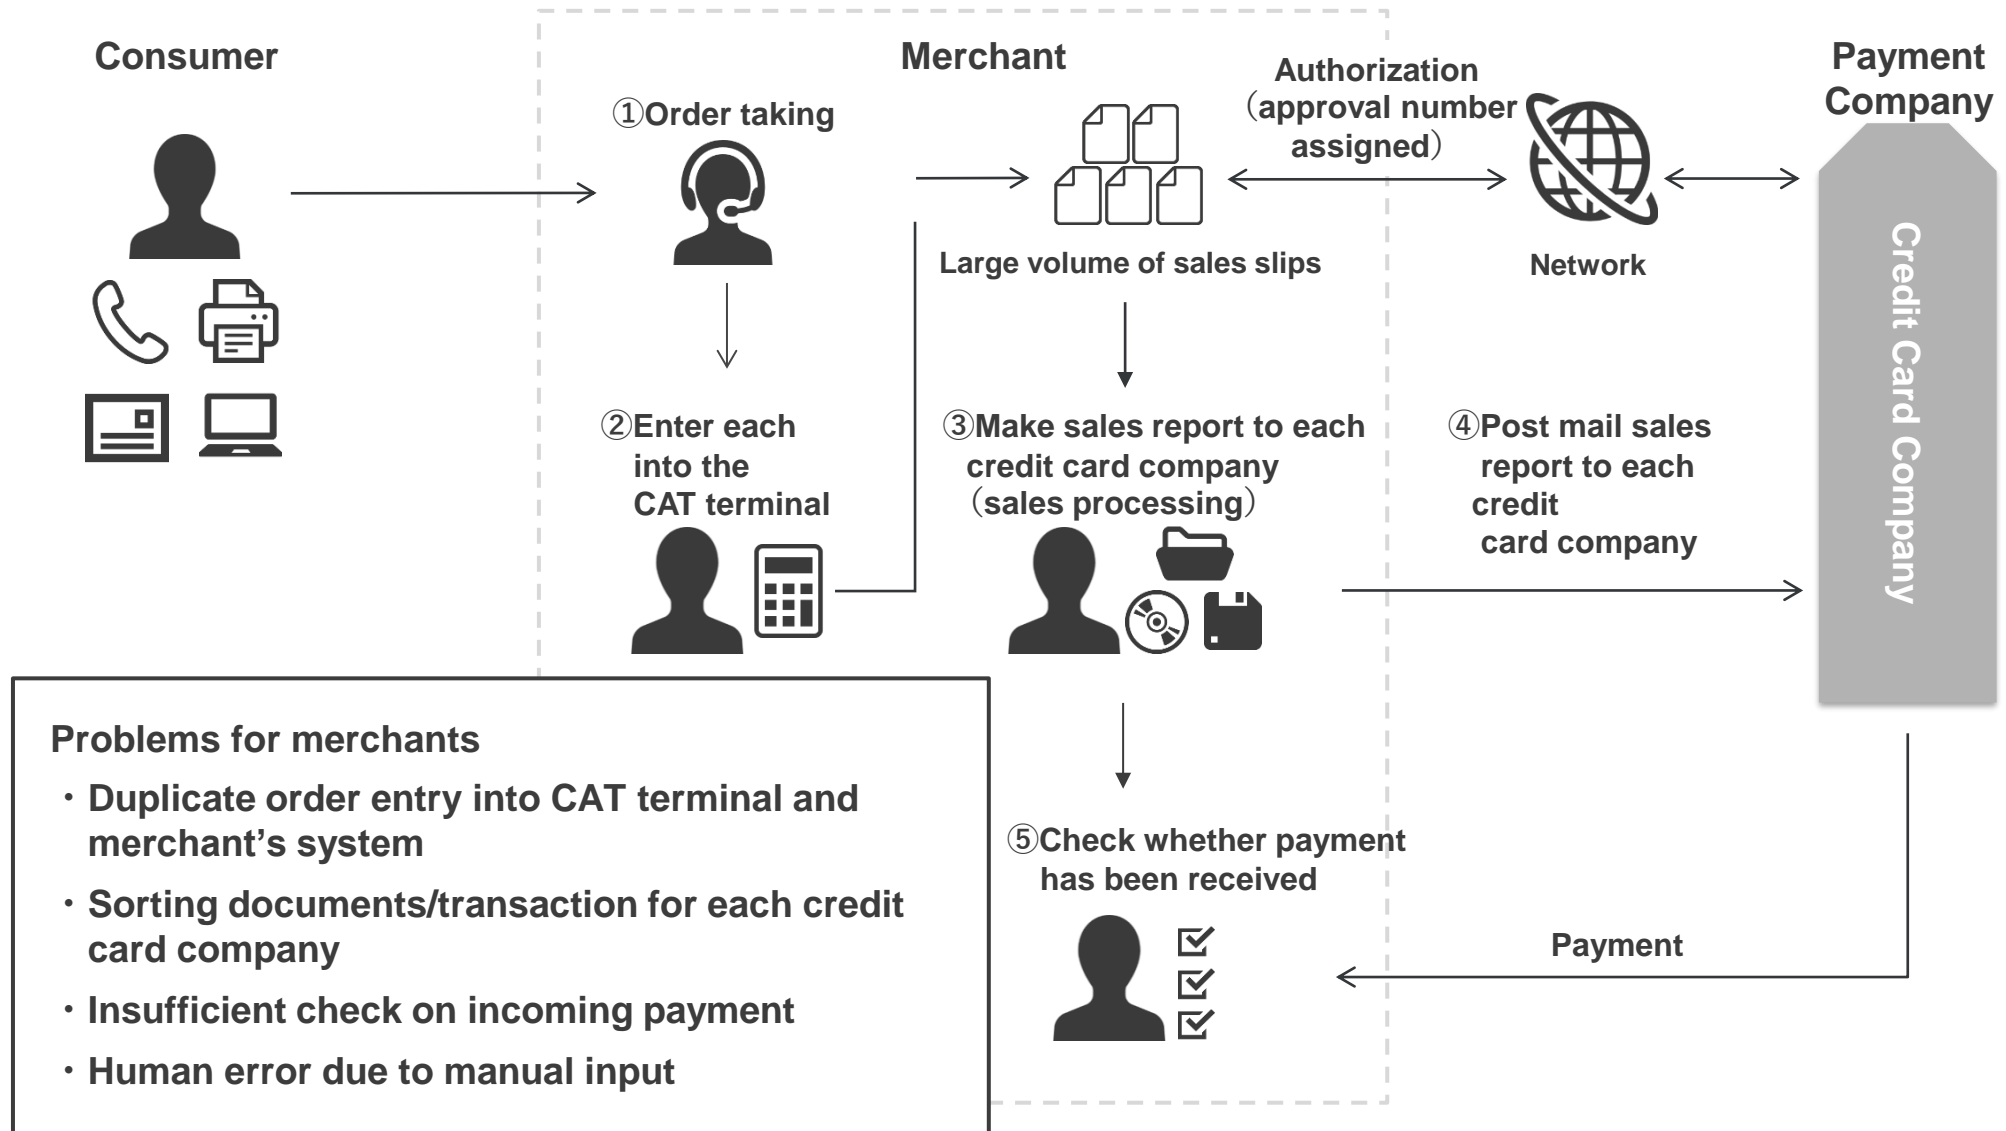 Consumer
Merchant
Payment
Company
①Order taking
Authorization
（approval number
assigned）
Large volume of sales slips
Network
Credit Card Company
②Enter each
into the
CAT terminal
③Make sales report to each
credit card company
（sales processing）
④Post mail sales
report to each
credit
card company
⑤Check whether payment
has been received
Payment
Problems for merchants
・Duplicate order entry into CAT terminal and
merchant’s system
・Sorting documents/transaction for each credit
card company
・Insufficient check on incoming payment
・Human error due to manual input